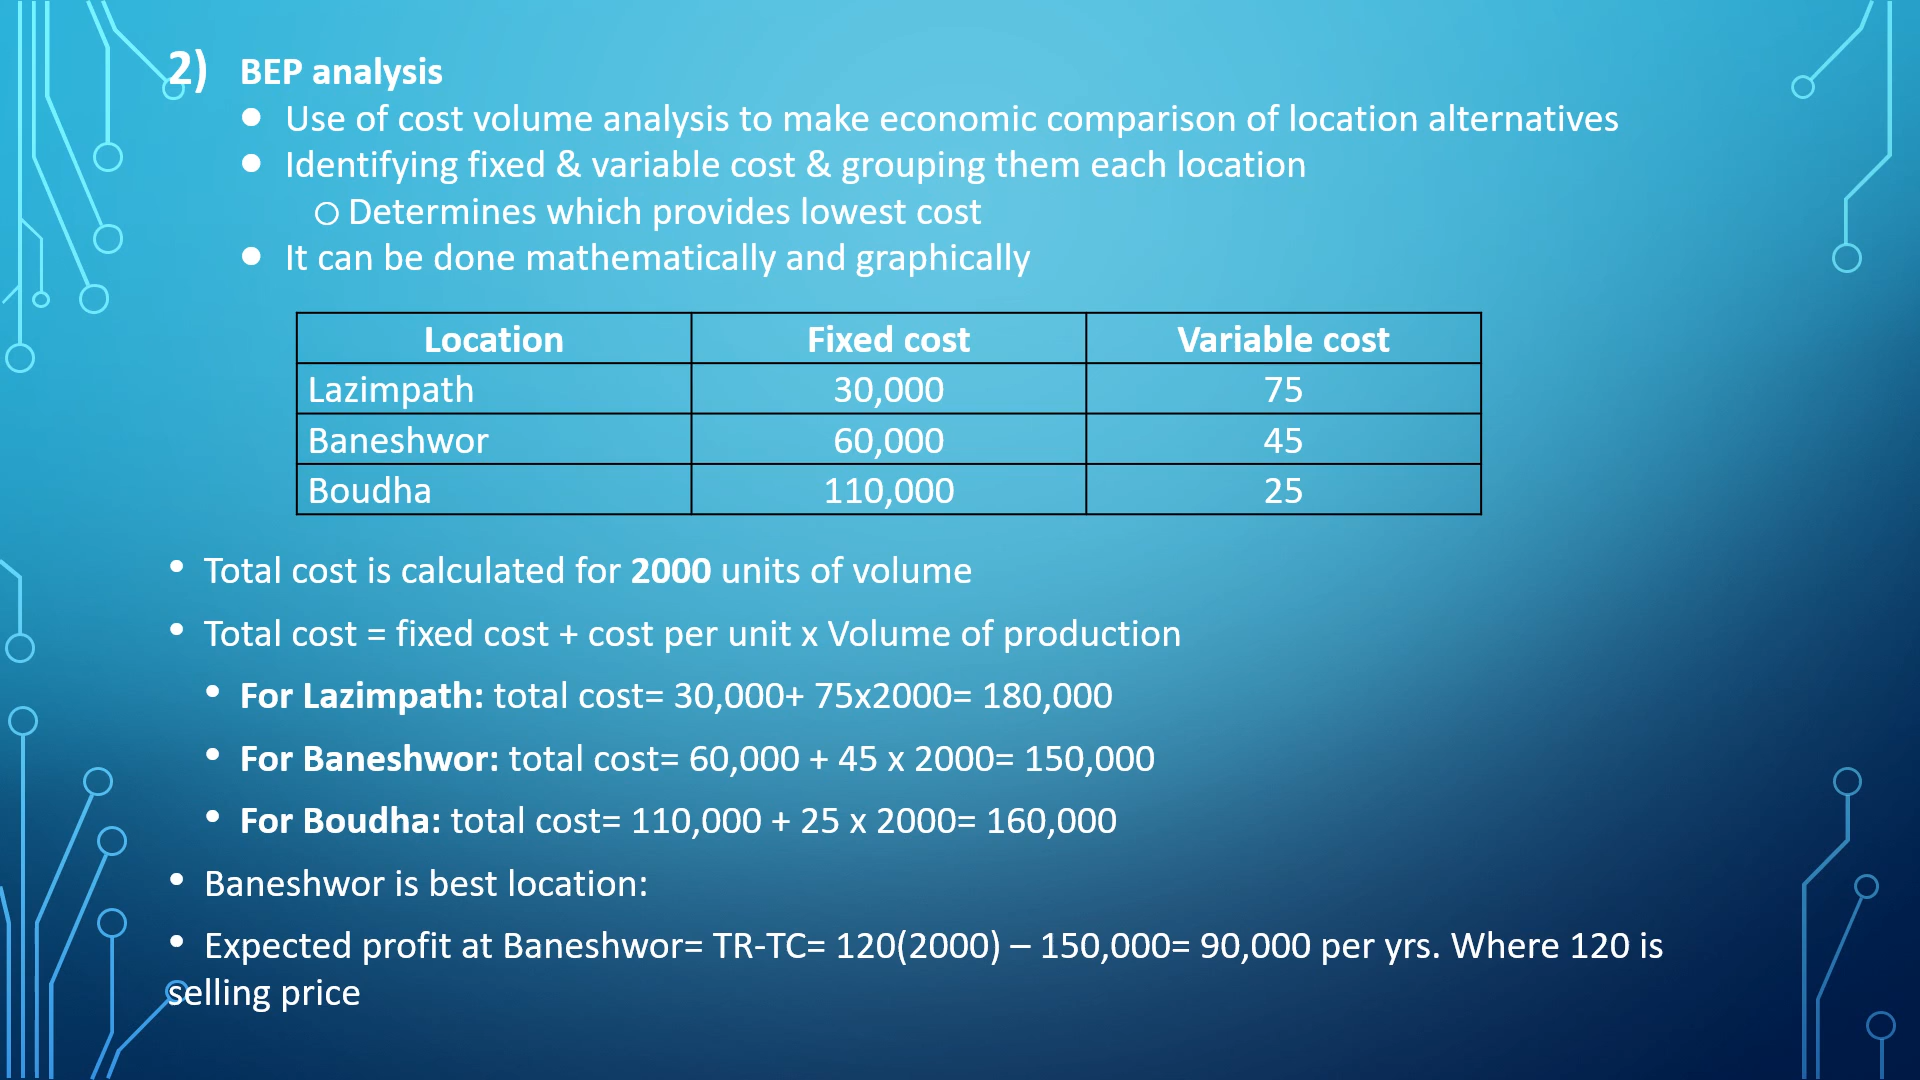 2) BEP analysis
● Use of cost volume analysis to make economic comparison of location alternatives
● Identifying fixed & variable cost & grouping them each location
○ Determines which provides lowest cost
● It can be done mathematically and graphically
Location Fixed cost Variable cost
Lazimpath 30,000 75
Baneshwor 60,000 45
Boudha 110,000 25
• Total cost is calculated for 2000 units of volume
• Total cost = fixed cost + cost per unit x Volume of production
• For Lazimpath: total cost= 30,000+ 75x2000= 180,000
• For Baneshwor: total cost= 60,000 + 45 x 2000= 150,000
• For Boudha: total cost= 110,000 + 25 x 2000= 160,000
• Baneshwor is best location:
• Expected profit at Baneshwor= TR-TC= 120(2000) – 150,000= 90,000 per yrs. Where 120 is
selling price